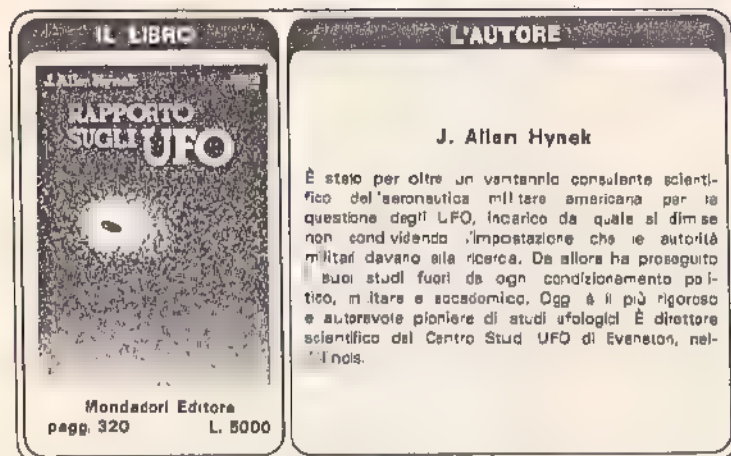 IL LIBRO
J. Allen Hynek
RAPPORTO
SUGLI UFO
Mondadori Editore
pagg. 320 L. 5000
L'AUTORE
J. Allen Hynek
È stato per oltre un ventennio consulente scienti-
fico dell'aeronautica militare americana per la
questione degli UFO, incarico da quale si dimise
non condividendo l'impostazione che le autorità
militari davano alla ricerca. Da allora ha proseguito
i suoi studi fuori da ogni condizionamento poli-
tico, militare e accademico. Oggi è il più rigoroso
e autorevole pioniere di studi ufologici È direttore
scientifico del Centro Studi UFO di Evanston, nel-
l'Illinois.